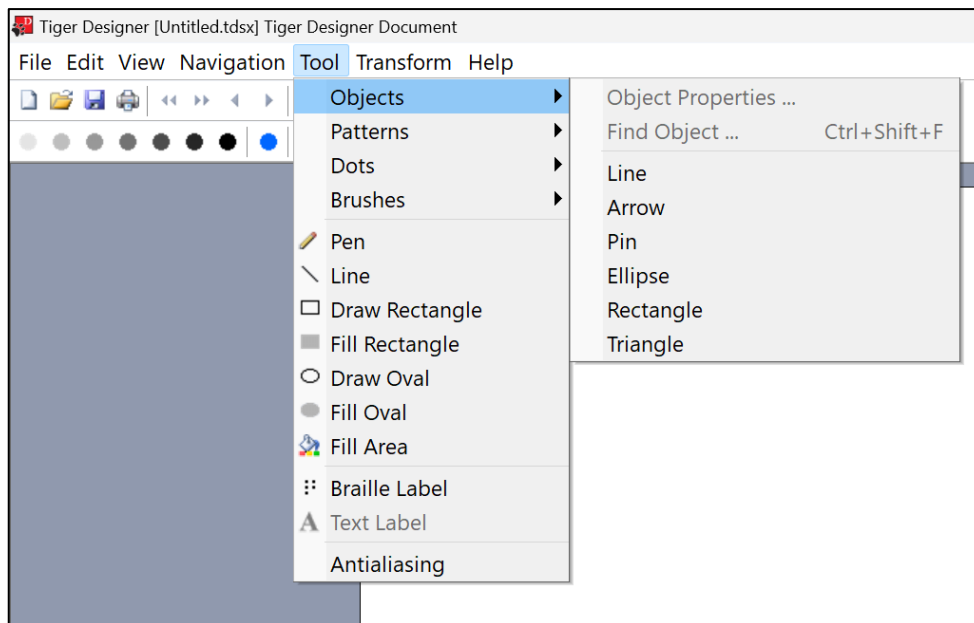 Tiger Designer [Untitled.tdsx] Tiger Designer Document
File Edit View Navigation Tool Transform Help
Objects
Patterns
Dots
Brushes
Pen
Line
Draw Rectangle
Fill Rectangle
Draw Oval
Fill Oval
Fill Area
Braille Label
A Text Label
Antialiasing
Object Properties ...
Find Object ... Ctrl+Shift+F
Line
Arrow
Pin
Ellipse
Rectangle
Triangle